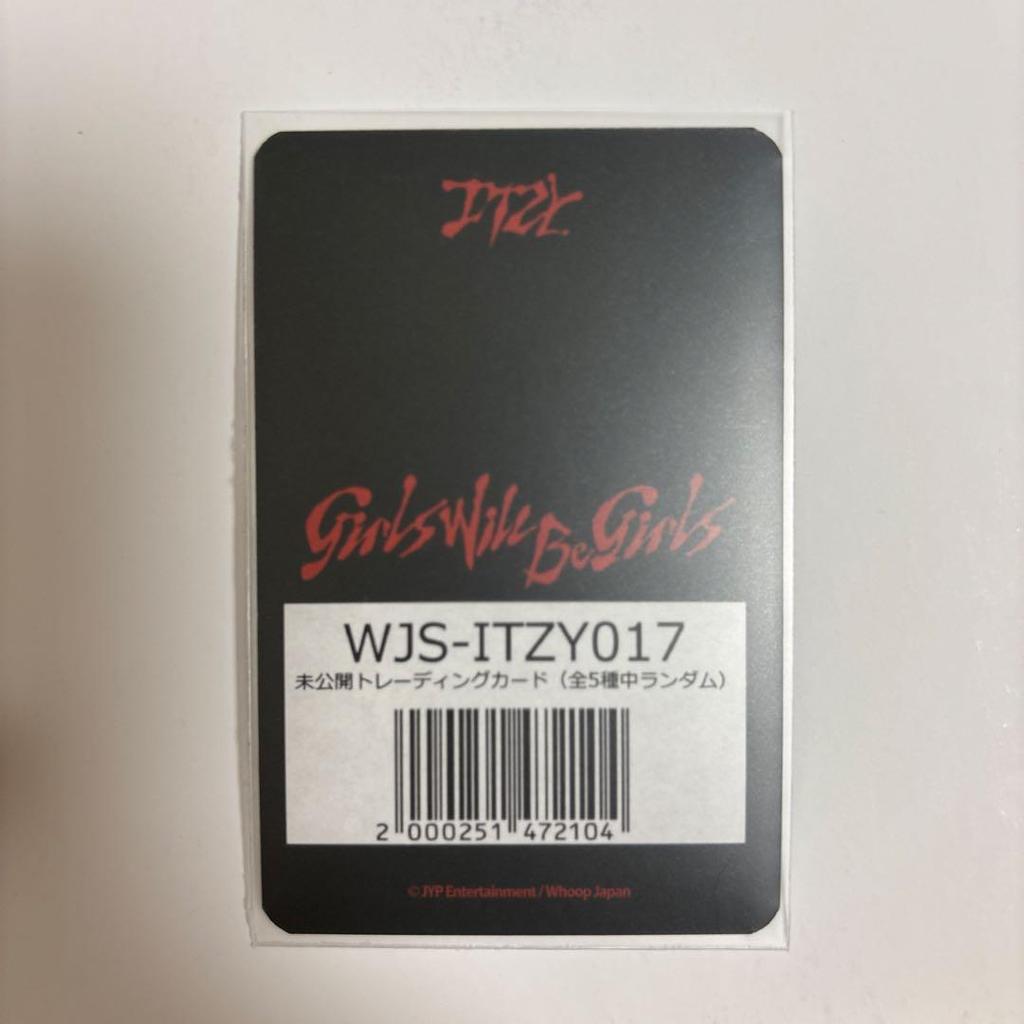 ITZY
Girls Will Be Girls
WJS-ITZY017
未公開トレーディングカード（全5種中ランダム）
2 000251 472104
© JYP Entertainment / Whoop Japan